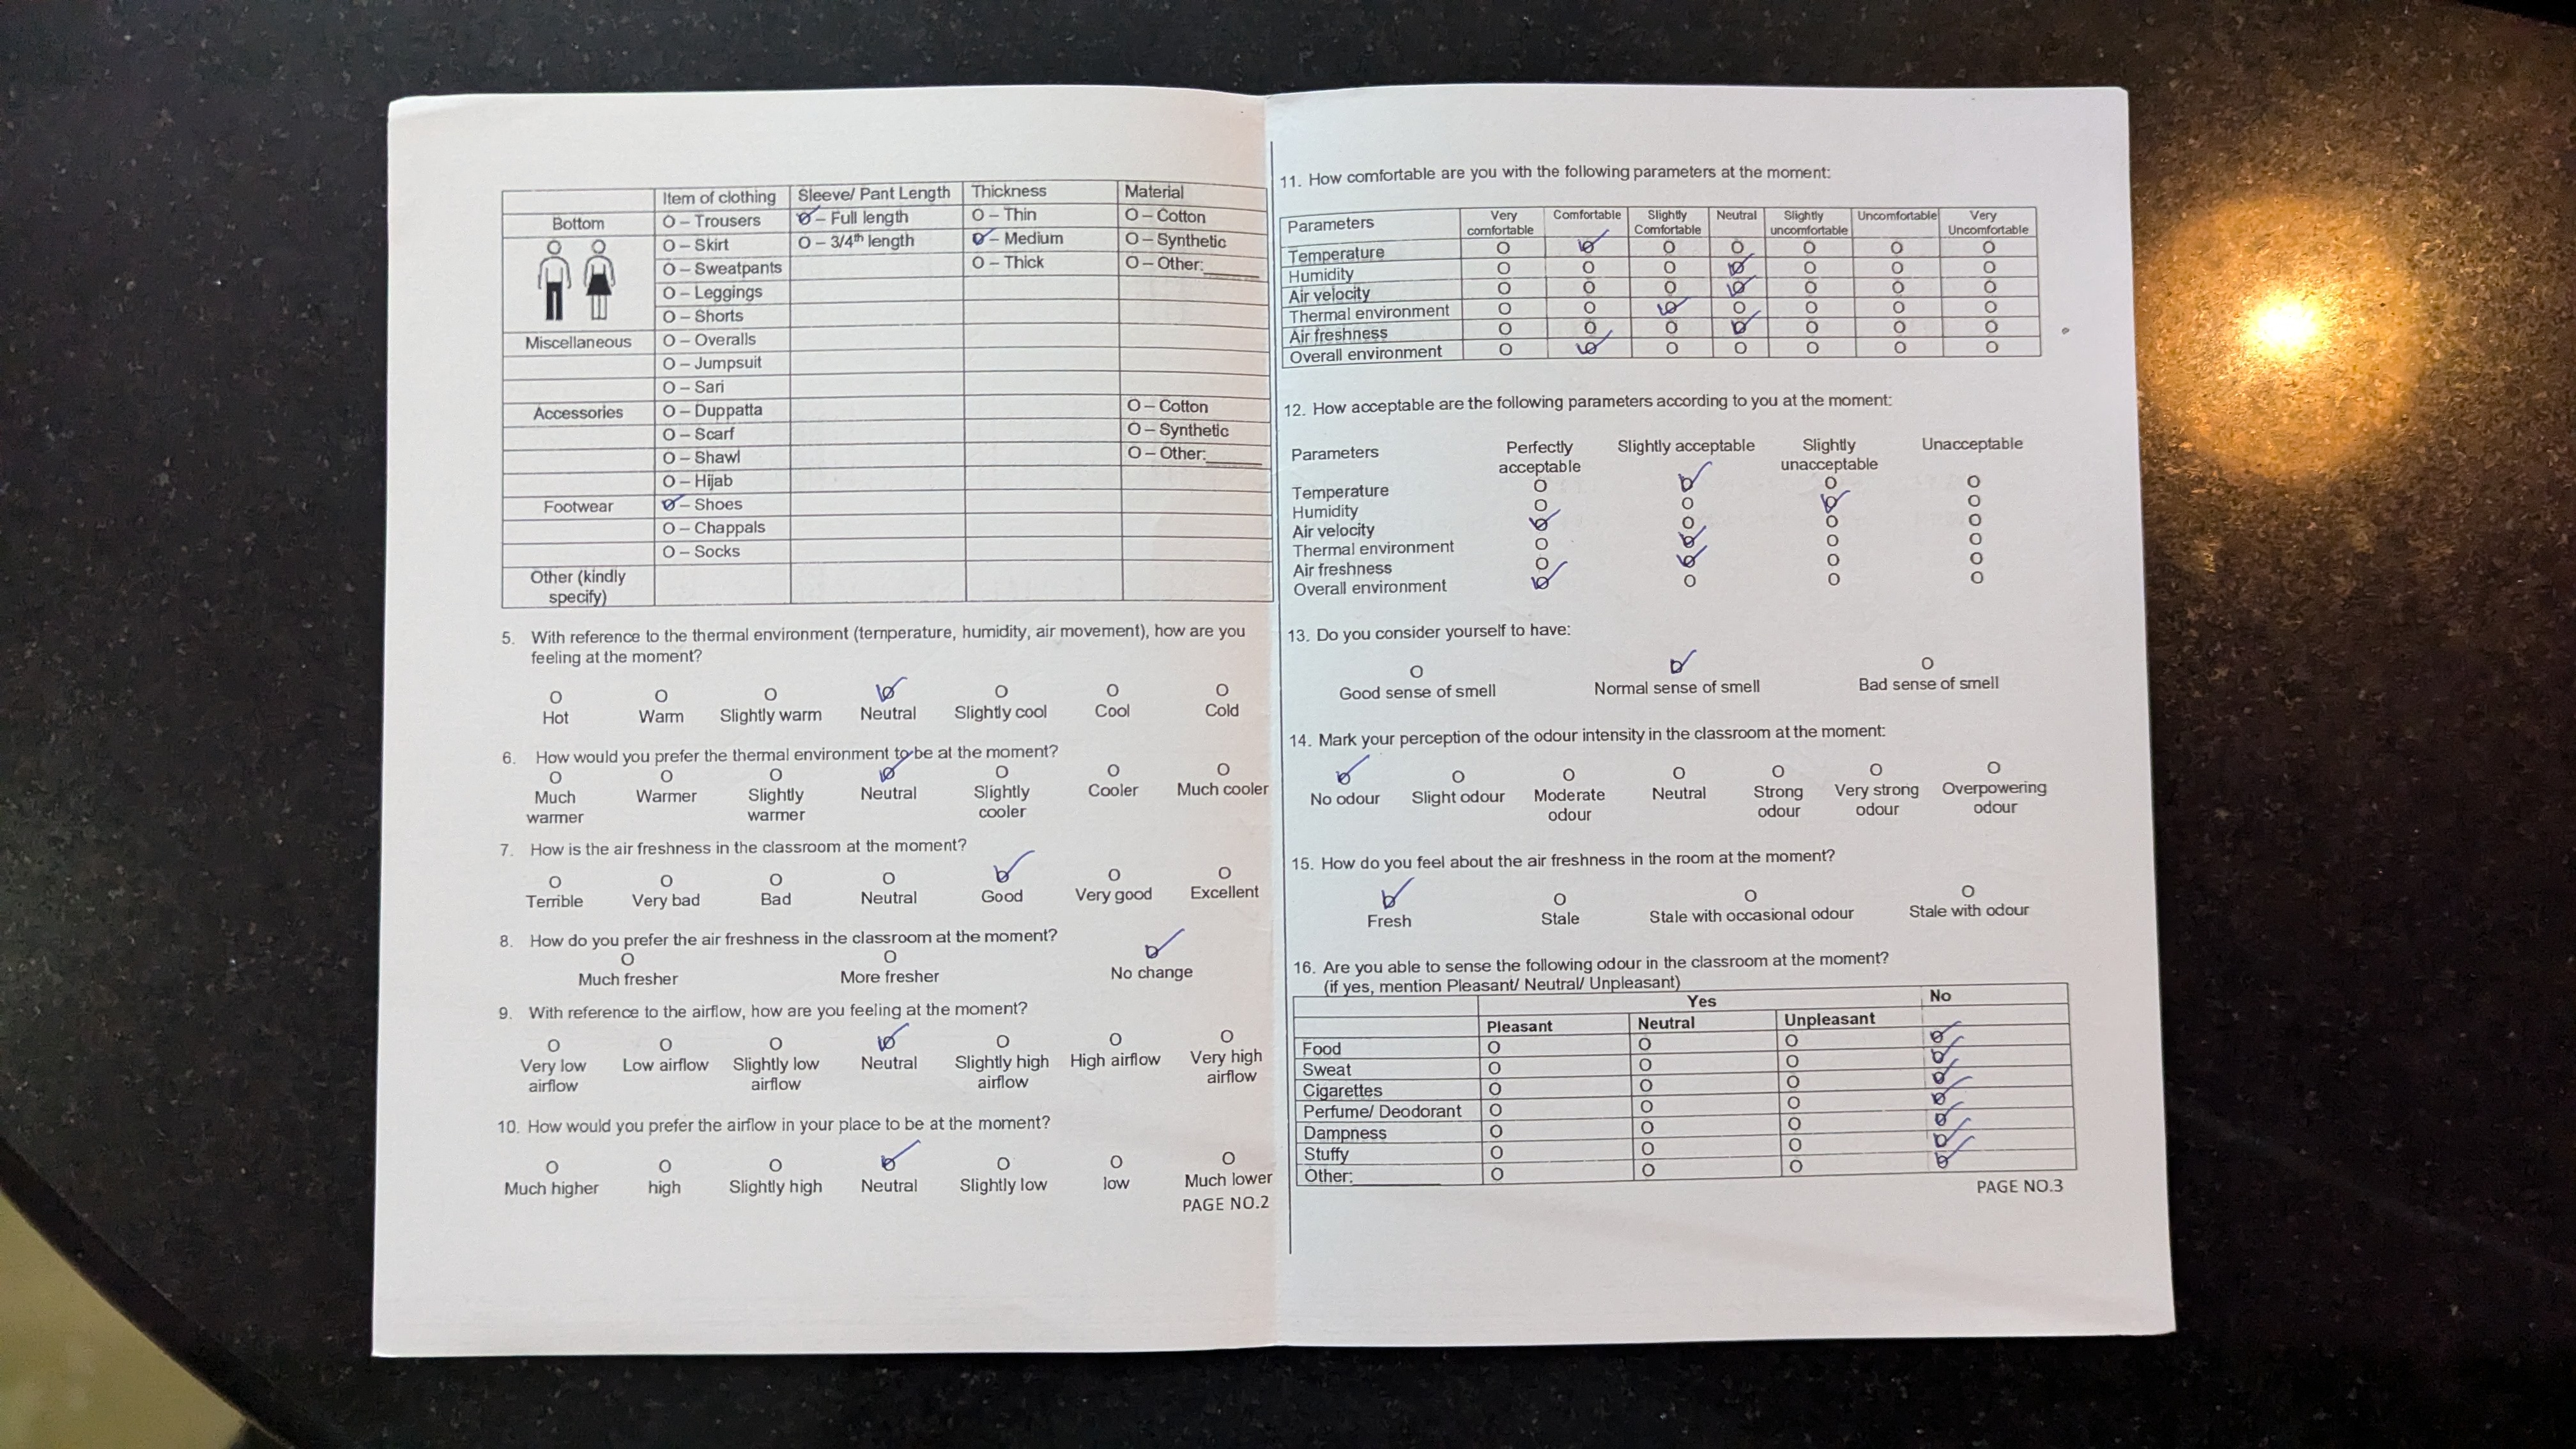 Item of clothing Sleeve/ Pant Length Thickness Material
Bottom O – Trousers O – Full length O – Thin O – Cotton
O – Skirt O – 3/4th length O – Medium O – Synthetic
O – Sweatpants O – Thick O – Other:______
O – Leggings
O – Shorts
Miscellaneous O – Overalls
O – Jumpsuit
O – Sari
Accessories O – Duppatta O – Cotton
O – Scarf O – Synthetic
O – Shawl O – Other:______
O – Hijab
Footwear O – Shoes
O – Chappals
O – Socks
Other (kindly
specify)
5. With reference to the thermal environment (temperature, humidity, air movement), how are you
feeling at the moment?
O O O O O O O
Hot Warm Slightly warm Neutral Slightly cool Cool Cold
6. How would you prefer the thermal environment to be at the moment?
O O O O O O O
Much Warmer Slightly Neutral Slightly Cooler Much cooler
warmer warmer cooler
7. How is the air freshness in the classroom at the moment?
O O O O O O O
Terrible Very bad Bad Neutral Good Very good Excellent
8. How do you prefer the air freshness in the classroom at the moment?
O O O
Much fresher More fresher No change
9. With reference to the airflow, how are you feeling at the moment?
O O O O O O O
Very low Low airflow Slightly low Neutral Slightly high High airflow Very high
airflow airflow airflow airflow
10. How would you prefer the airflow in your place to be at the moment?
O O O O O O O
Much higher high Slightly high Neutral Slightly low low Much lower
PAGE NO.2
11. How comfortable are you with the following parameters at the moment:
Parameters Very Comfortable Slightly Neutral Slightly Uncomfortable Very
comfortable Comfortable uncomfortable Uncomfortable
Temperature O O O O O O O
Humidity O O O O O O O
Air velocity O O O O O O O
Thermal environment O O O O O O O
Air freshness O O O O O O O
Overall environment O O O O O O O
12. How acceptable are the following parameters according to you at the moment:
Parameters Perfectly Slightly acceptable Slightly Unacceptable
acceptable unacceptable
Temperature O O O O
Humidity O O O O
Air velocity O O O O
Thermal environment O O O O
Air freshness O O O O
Overall environment O O O O
13. Do you consider yourself to have:
O O O
Good sense of smell Normal sense of smell Bad sense of smell
14. Mark your perception of the odour intensity in the classroom at the moment:
O O O O O O O
No odour Slight odour Moderate Neutral Strong Very strong Overpowering
odour odour odour odour
15. How do you feel about the air freshness in the room at the moment?
O O O O
Fresh Stale Stale with occasional odour Stale with odour
16. Are you able to sense the following odour in the classroom at the moment?
(if yes, mention Pleasant/ Neutral/ Unpleasant)
Yes No
Pleasant Neutral Unpleasant
Food O O O O
Sweat O O O O
Cigarettes O O O O
Perfume/ Deodorant O O O O
Dampness O O O O
Stuffy O O O O
Other:__________ O O O O
PAGE NO.3